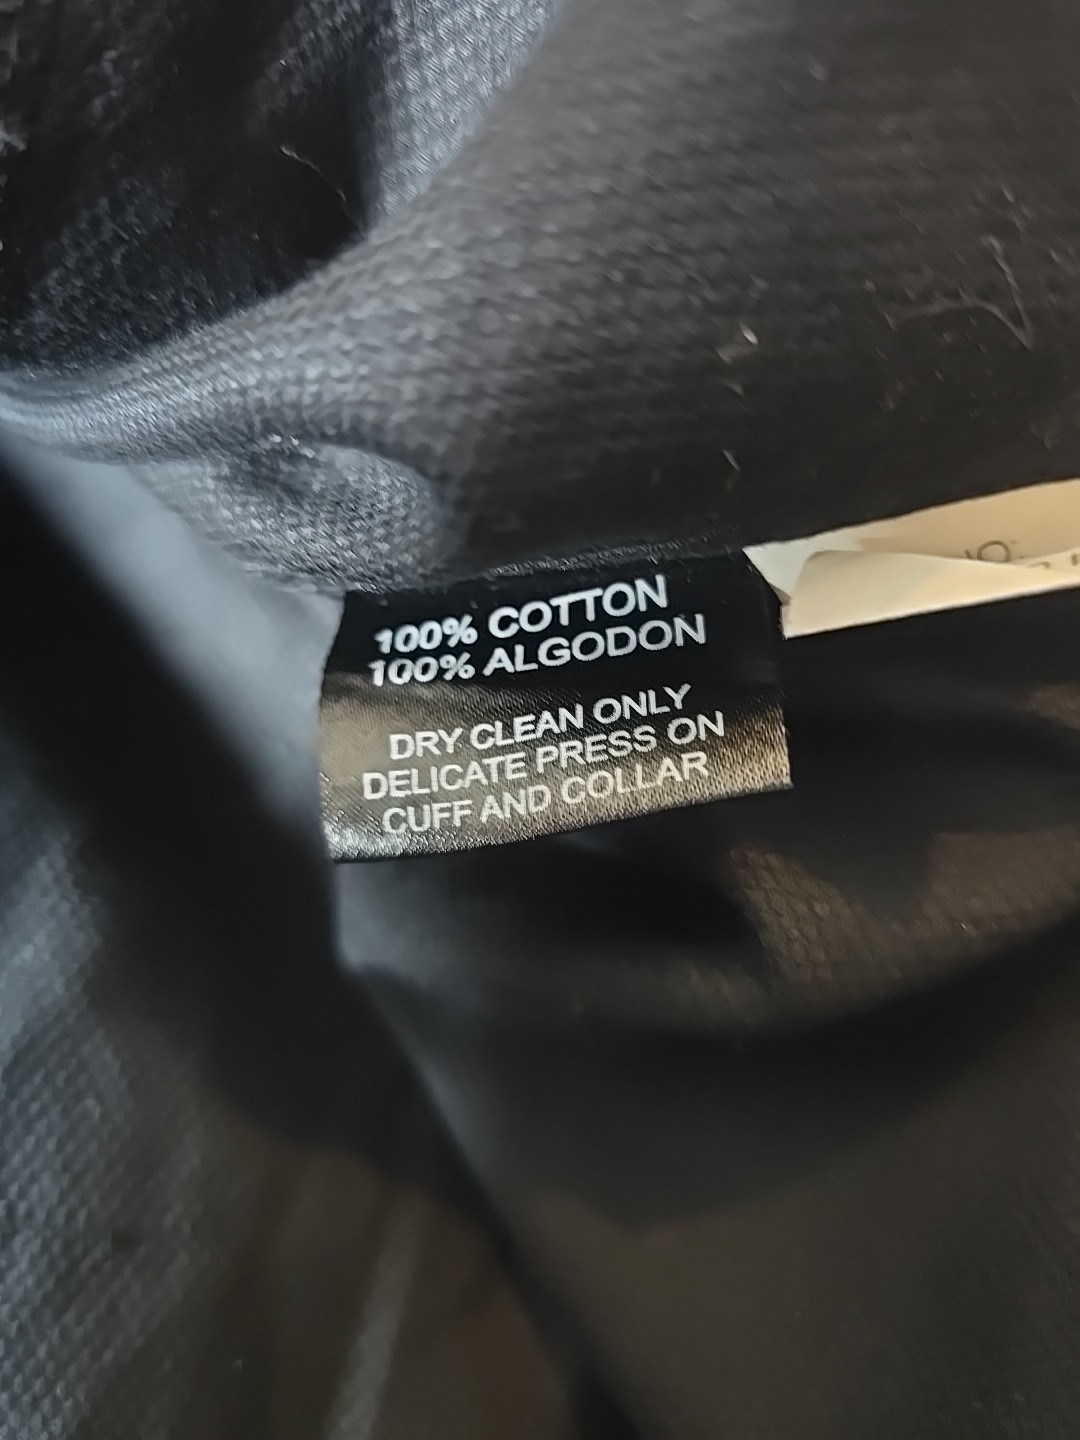 100% COTTON
100% ALGODON
DRY CLEAN ONLY
DELICATE PRESS ON
CUFF AND COLLAR